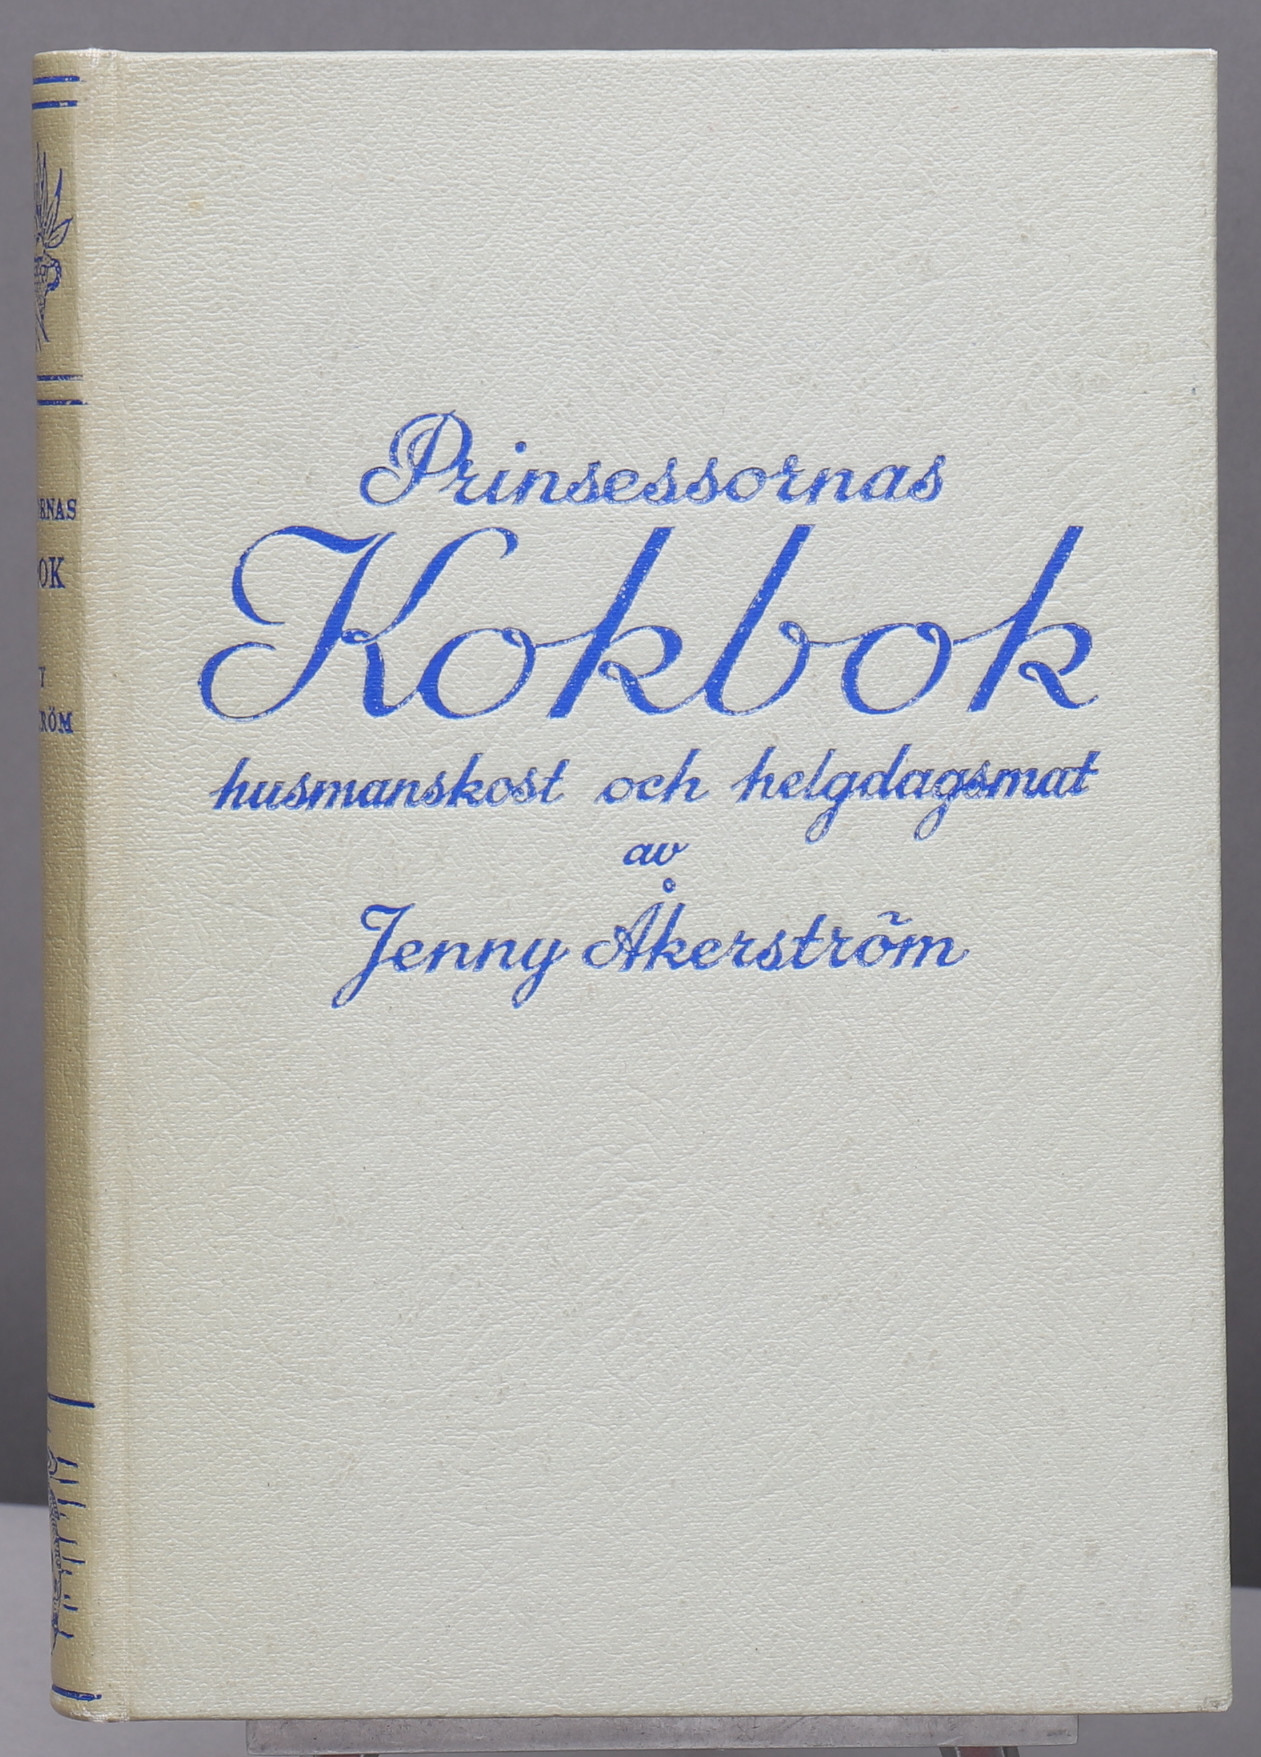 Prinsessornas
Kokbok
husmanskost och helgdagsmat
av
Jenny Åkerström